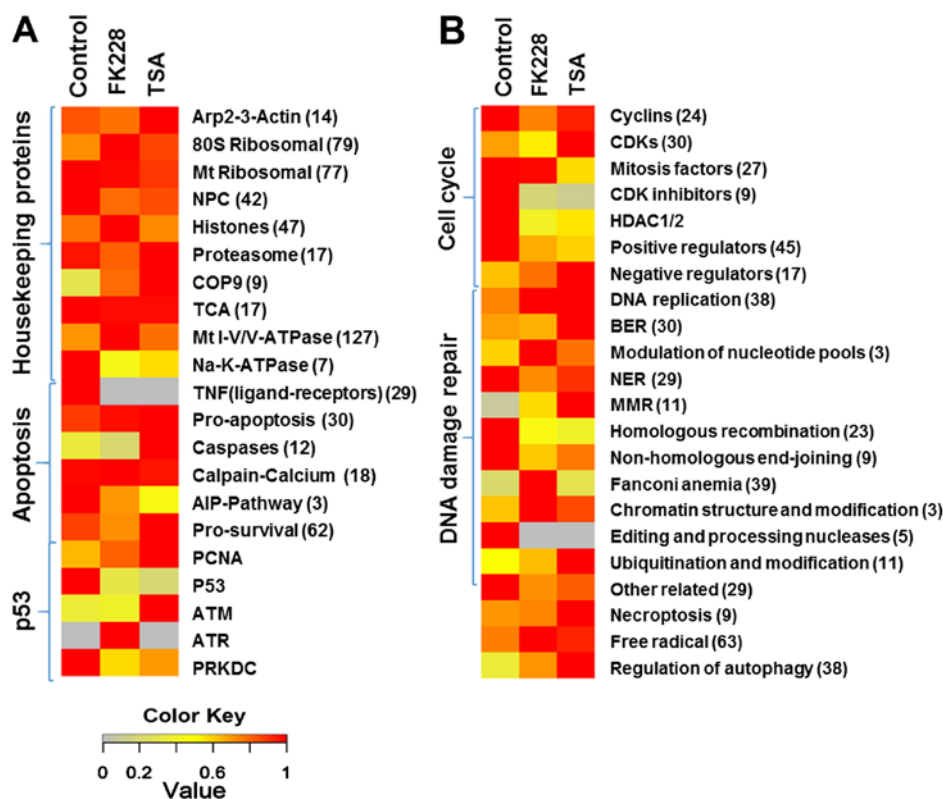 A
Control
FK228
TSA
Housekeeping proteins
Arp2-3-Actin (14)
80S Ribosomal (79)
Mt Ribosomal (77)
NPC (42)
Histones (47)
Proteasome (17)
COP9 (9)
TCA (17)
Mt I-V/V-ATPase (127)
Na-K-ATPase (7)
Apoptosis
TNF(ligand-receptors) (29)
Pro-apoptosis (30)
Caspases (12)
Calpain-Calcium (18)
AIP-Pathway (3)
Pro-survival (62)
p53
PCNA
P53
ATM
ATR
PRKDC
Color Key
0 0.2 0.6 1
Value
B
Control
FK228
TSA
Cell cycle
Cyclins (24)
CDKs (30)
Mitosis factors (27)
CDK inhibitors (9)
HDAC1/2
Positive regulators (45)
Negative regulators (17)
DNA damage repair
DNA replication (38)
BER (30)
Modulation of nucleotide pools (3)
NER (29)
MMR (11)
Homologous recombination (23)
Non-homologous end-joining (9)
Fanconi anemia (39)
Chromatin structure and modification (3)
Editing and processing nucleases (5)
Ubiquitination and modification (11)
Other related (29)
Necroptosis (9)
Free radical (63)
Regulation of autophagy (38)